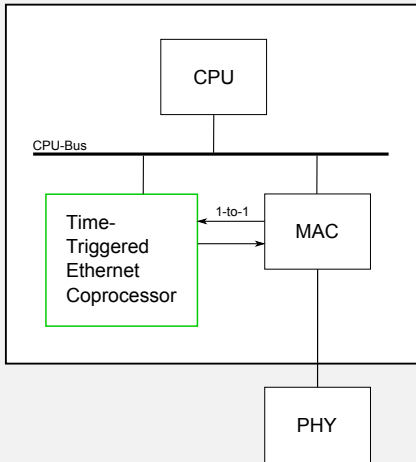 CPU
CPU-Bus
1-to-1
Time-
Triggered
Ethernet
Coprocessor
MAC
PHY